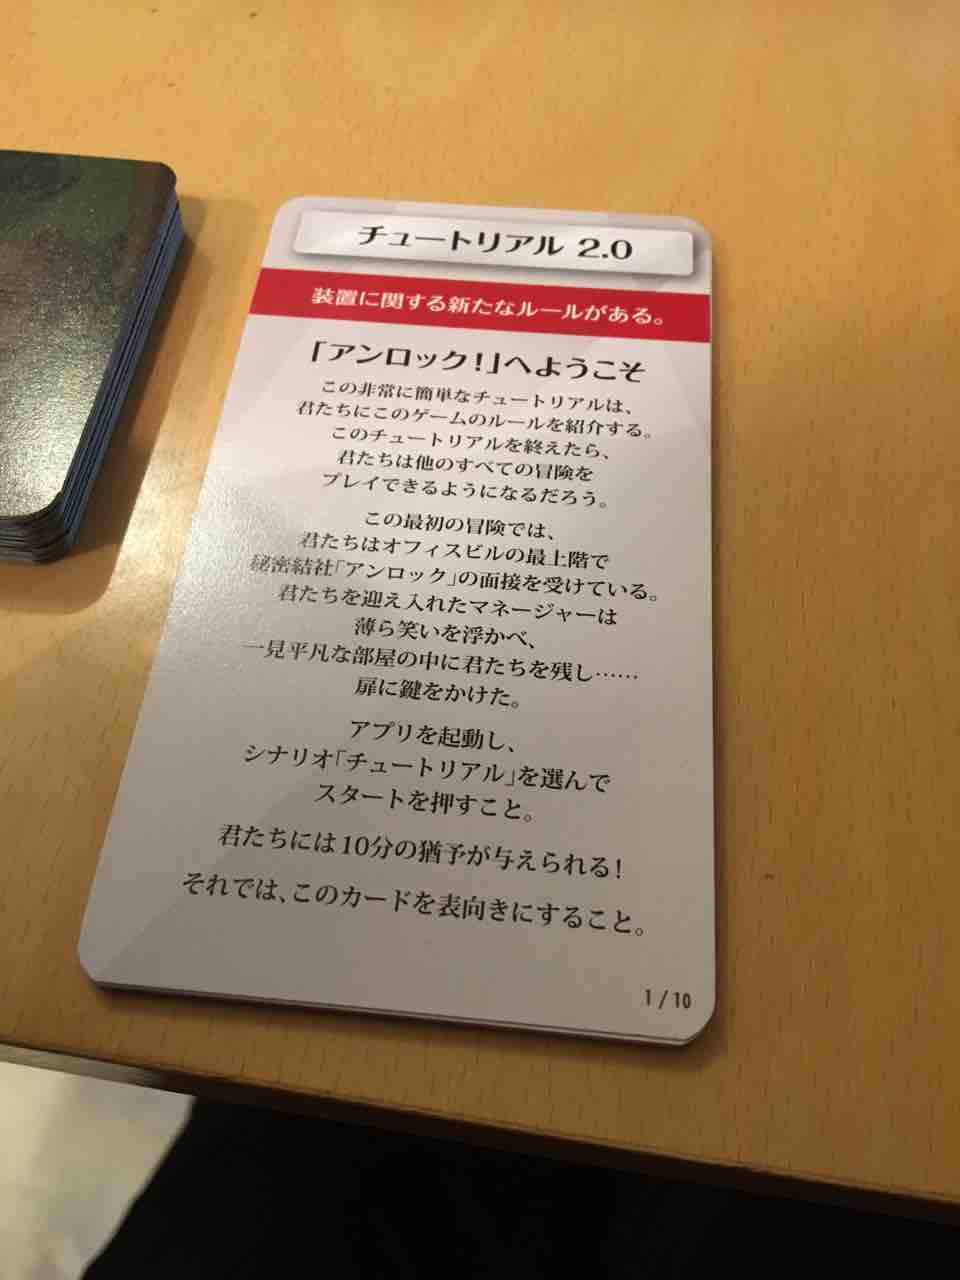 チュートリアル 2.0
装置に関する新たなルールがある。
「アンロック!」へようこそ
この非常に簡単なチュートリアルは、
君たちにこのゲームのルールを紹介する。
このチュートリアルを終えたら、
君たちは他のすべての冒険を
プレイできるようになるだろう。
この最初の冒険では、
君たちはオフィスビルの最上階で
秘密結社「アンロック」の面接を受けている。
君たちを迎え入れたマネージャーは
薄ら笑いを浮かべ、
一見平凡な部屋の中に君たちを残し……
扉に鍵をかけた。
アプリを起動し、
シナリオ「チュートリアル」を選んで
スタートを押すこと。
君たちには10分の猶予が与えられる!
それでは、このカードを表向きにすること。
1 / 10